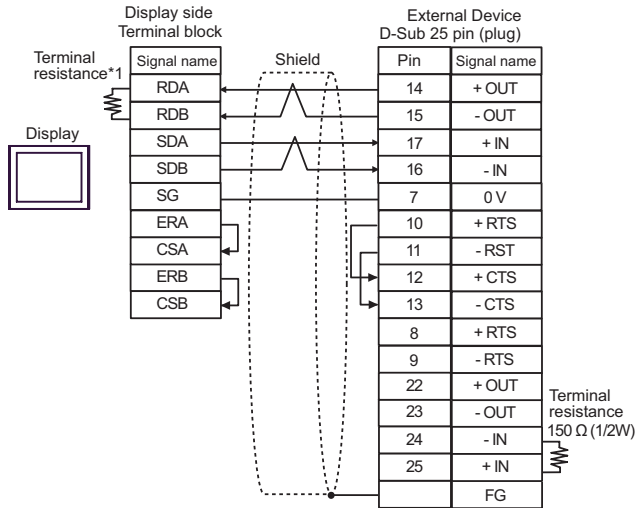 Display side
Terminal block
External Device
D-Sub 25 pin (plug)
Terminal
resistance*1
Signal name
Shield
Pin
Signal name
RDA
14
+ OUT
RDB
15
- OUT
Display
SDA
17
+ IN
SDB
16
- IN
SG
7
0 V
ERA
10
+ RTS
CSA
11
- RST
ERB
12
+ CTS
CSB
13
- CTS
8
+ RTS
9
- RTS
22
+ OUT
23
- OUT
24
- IN
25
+ IN
FG
Terminal
resistance
150 Ω (1/2W)